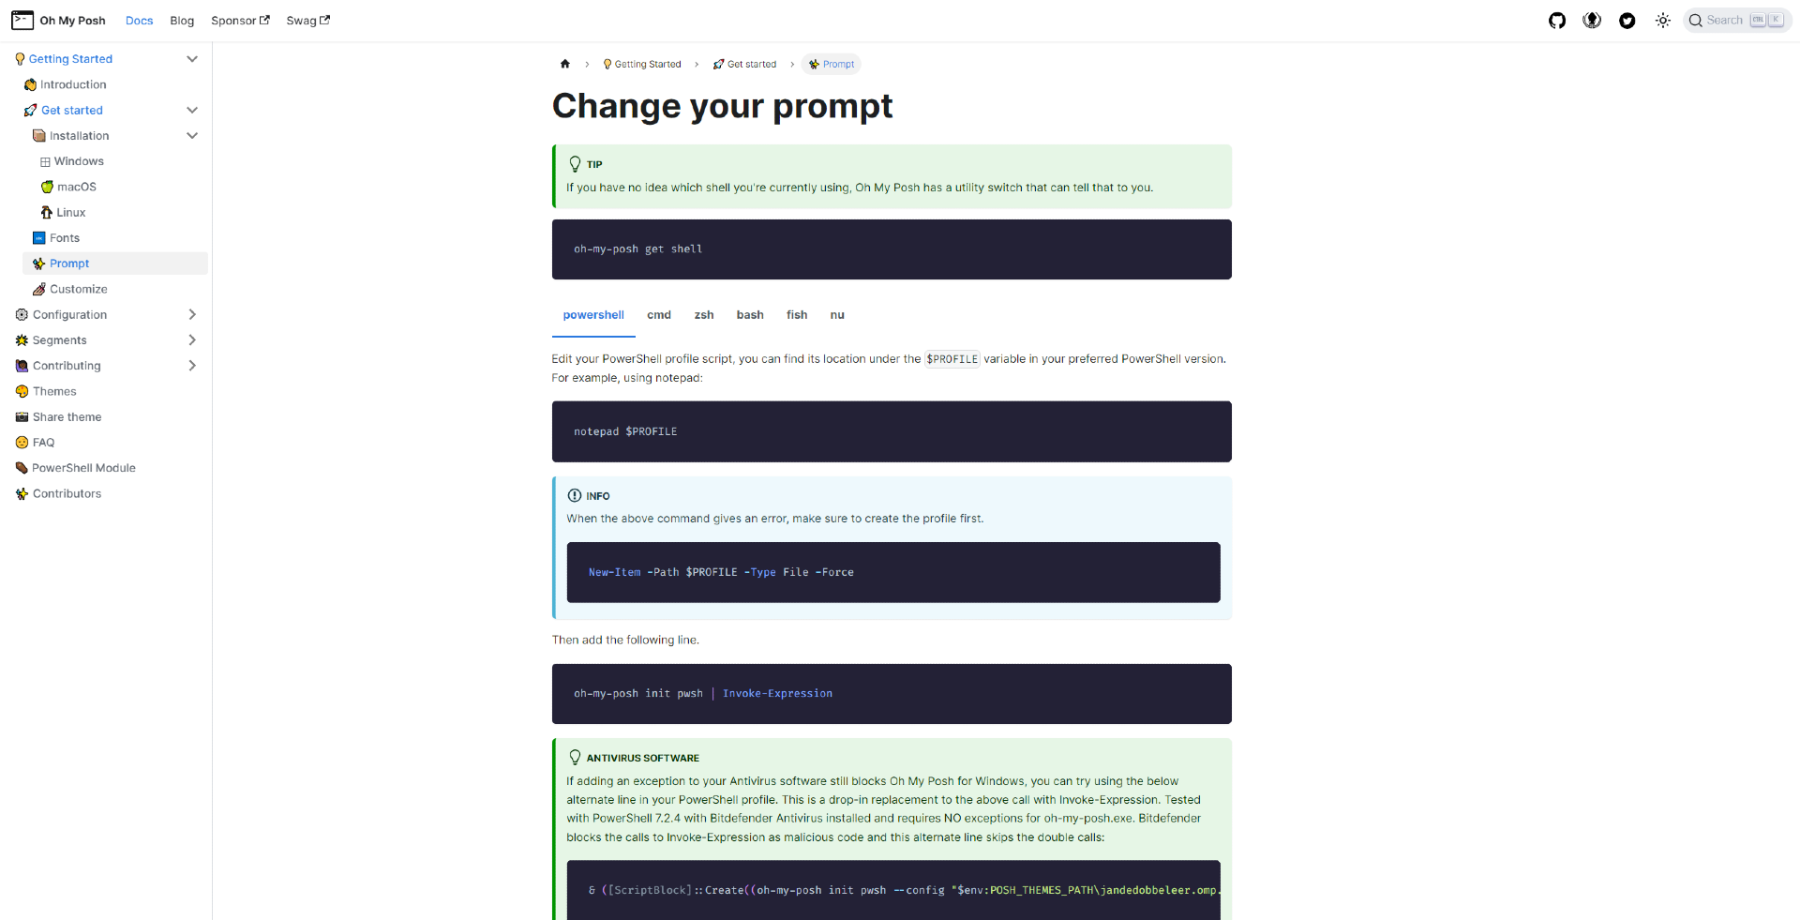 Oh My Posh
Docs
Blog
Sponsor
Swag
Search
Getting Started
Introduction
Get started
Installation
Windows
macOS
Linux
Fonts
Prompt
Customize
Configuration
Segments
Contributing
Themes
Share theme
FAQ
PowerShell Module
Contributors
Getting Started
Get started
Prompt
Change your prompt
TIP
If you have no idea which shell you're currently using, Oh My Posh has a utility switch that can tell that to you.
oh-my-posh get shell
powershell cmd zsh bash fish nu
Edit your PowerShell profile script, you can find its location under the $PROFILE variable in your preferred PowerShell version.
For example, using notepad:
notepad $PROFILE
INFO
When the above command gives an error, make sure to create the profile first.
New-Item -Path $PROFILE -Type File -Force
Then add the following line.
oh-my-posh init pwsh | Invoke-Expression
ANTIVIRUS SOFTWARE
If adding an exception to your Antivirus software still blocks Oh My Posh for Windows, you can try using the below
alternate line in your PowerShell profile. This is a drop-in replacement to the above call with Invoke-Expression. Tested
with PowerShell 7.2.4 with Bitdefender Antivirus installed and requires NO exceptions for oh-my-posh.exe. Bitdefender
blocks the calls to Invoke-Expression as malicious code and this alternate line skips the double calls:
& ([ScriptBlock]::Create((oh-my-posh init pwsh --config "$env:POSH_THEMES_PATH\jandedobbeleer.omp.